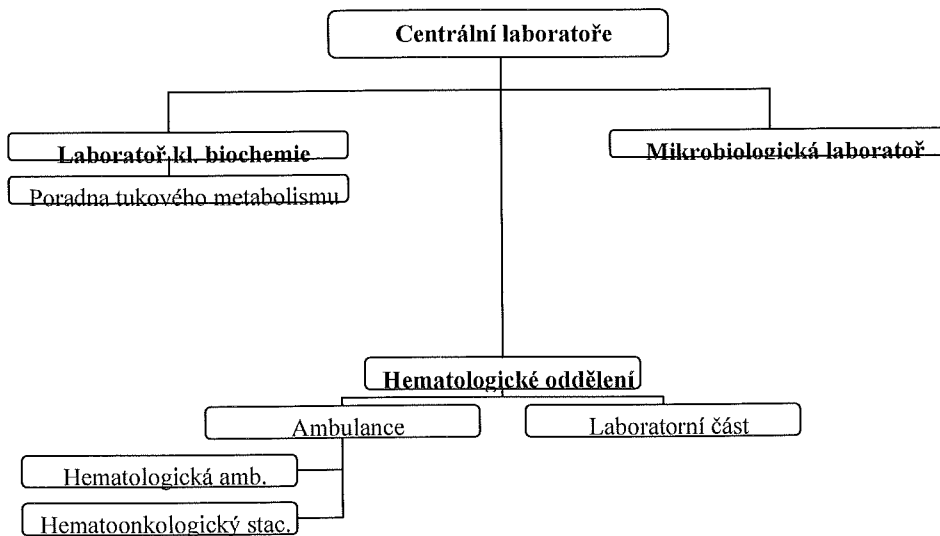 Centrální laboratoře
Laboratoř kl. biochemie
Mikrobiologická laboratoř
Poradna tukového metabolismu
Hematologické oddělení
Ambulance
Laboratorní část
Hematologická amb.
Hematoonkologický stac.